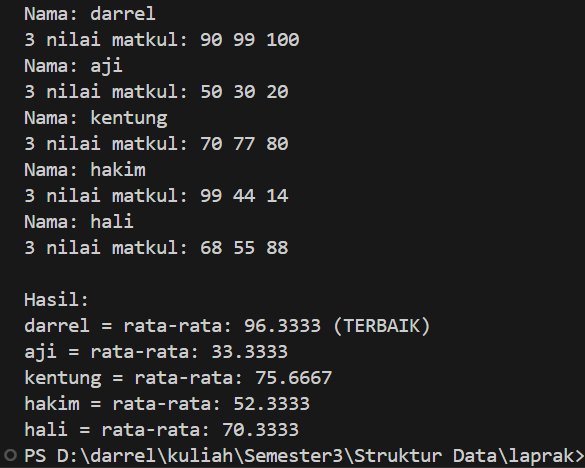 Nama: darrel
3 nilai matkul: 90 99 100
Nama: aji
3 nilai matkul: 50 30 20
Nama: kentung
3 nilai matkul: 70 77 80
Nama: hakim
3 nilai matkul: 99 44 14
Nama: hali
3 nilai matkul: 68 55 88
Hasil:
darrel = rata-rata: 96.3333 (TERBAIK)
aji = rata-rata: 33.3333
kentung = rata-rata: 75.6667
hakim = rata-rata: 52.3333
hali = rata-rata: 70.3333
PS D:\darrel\kuliah\Semester3\Struktur Data\laprak>